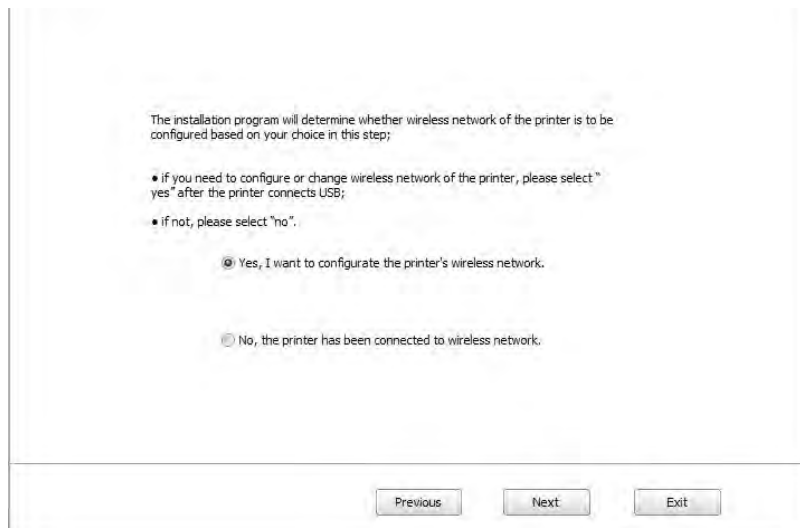 The installation program will determine whether wireless network of the printer is to be
configured based on your choice in this step;
• if you need to configure or change wireless network of the printer, please select "
yes" after the printer connects USB;
• if not, please select "no".
Yes, I want to configurate the printer's wireless network.
No, the printer has been connected to wireless network.
Previous Next Exit